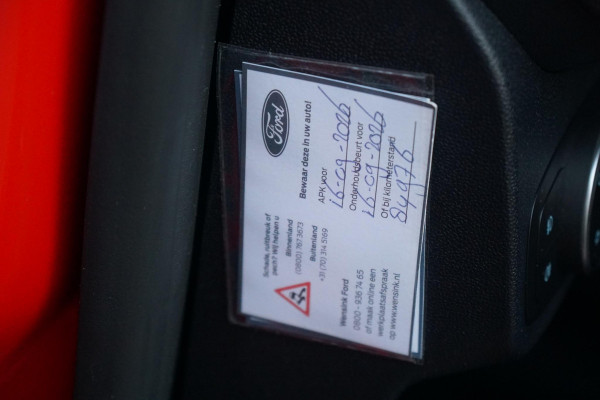 Ford
Bewaar deze in uw auto!
APK voor
16-09-2026
Onderhoudsbeurt voor
16-09-2026
Of bij kilometerstand
84976
Schade, ruitbreuk of
pech? Wij helpen u
Binnenland
(0800) 767 3673
Buitenland
+31 (70) 314 5169
Wensink Ford
0800 - 936 74 65
of maak online een
werkplaatsafspraak
op www.wensink.nl